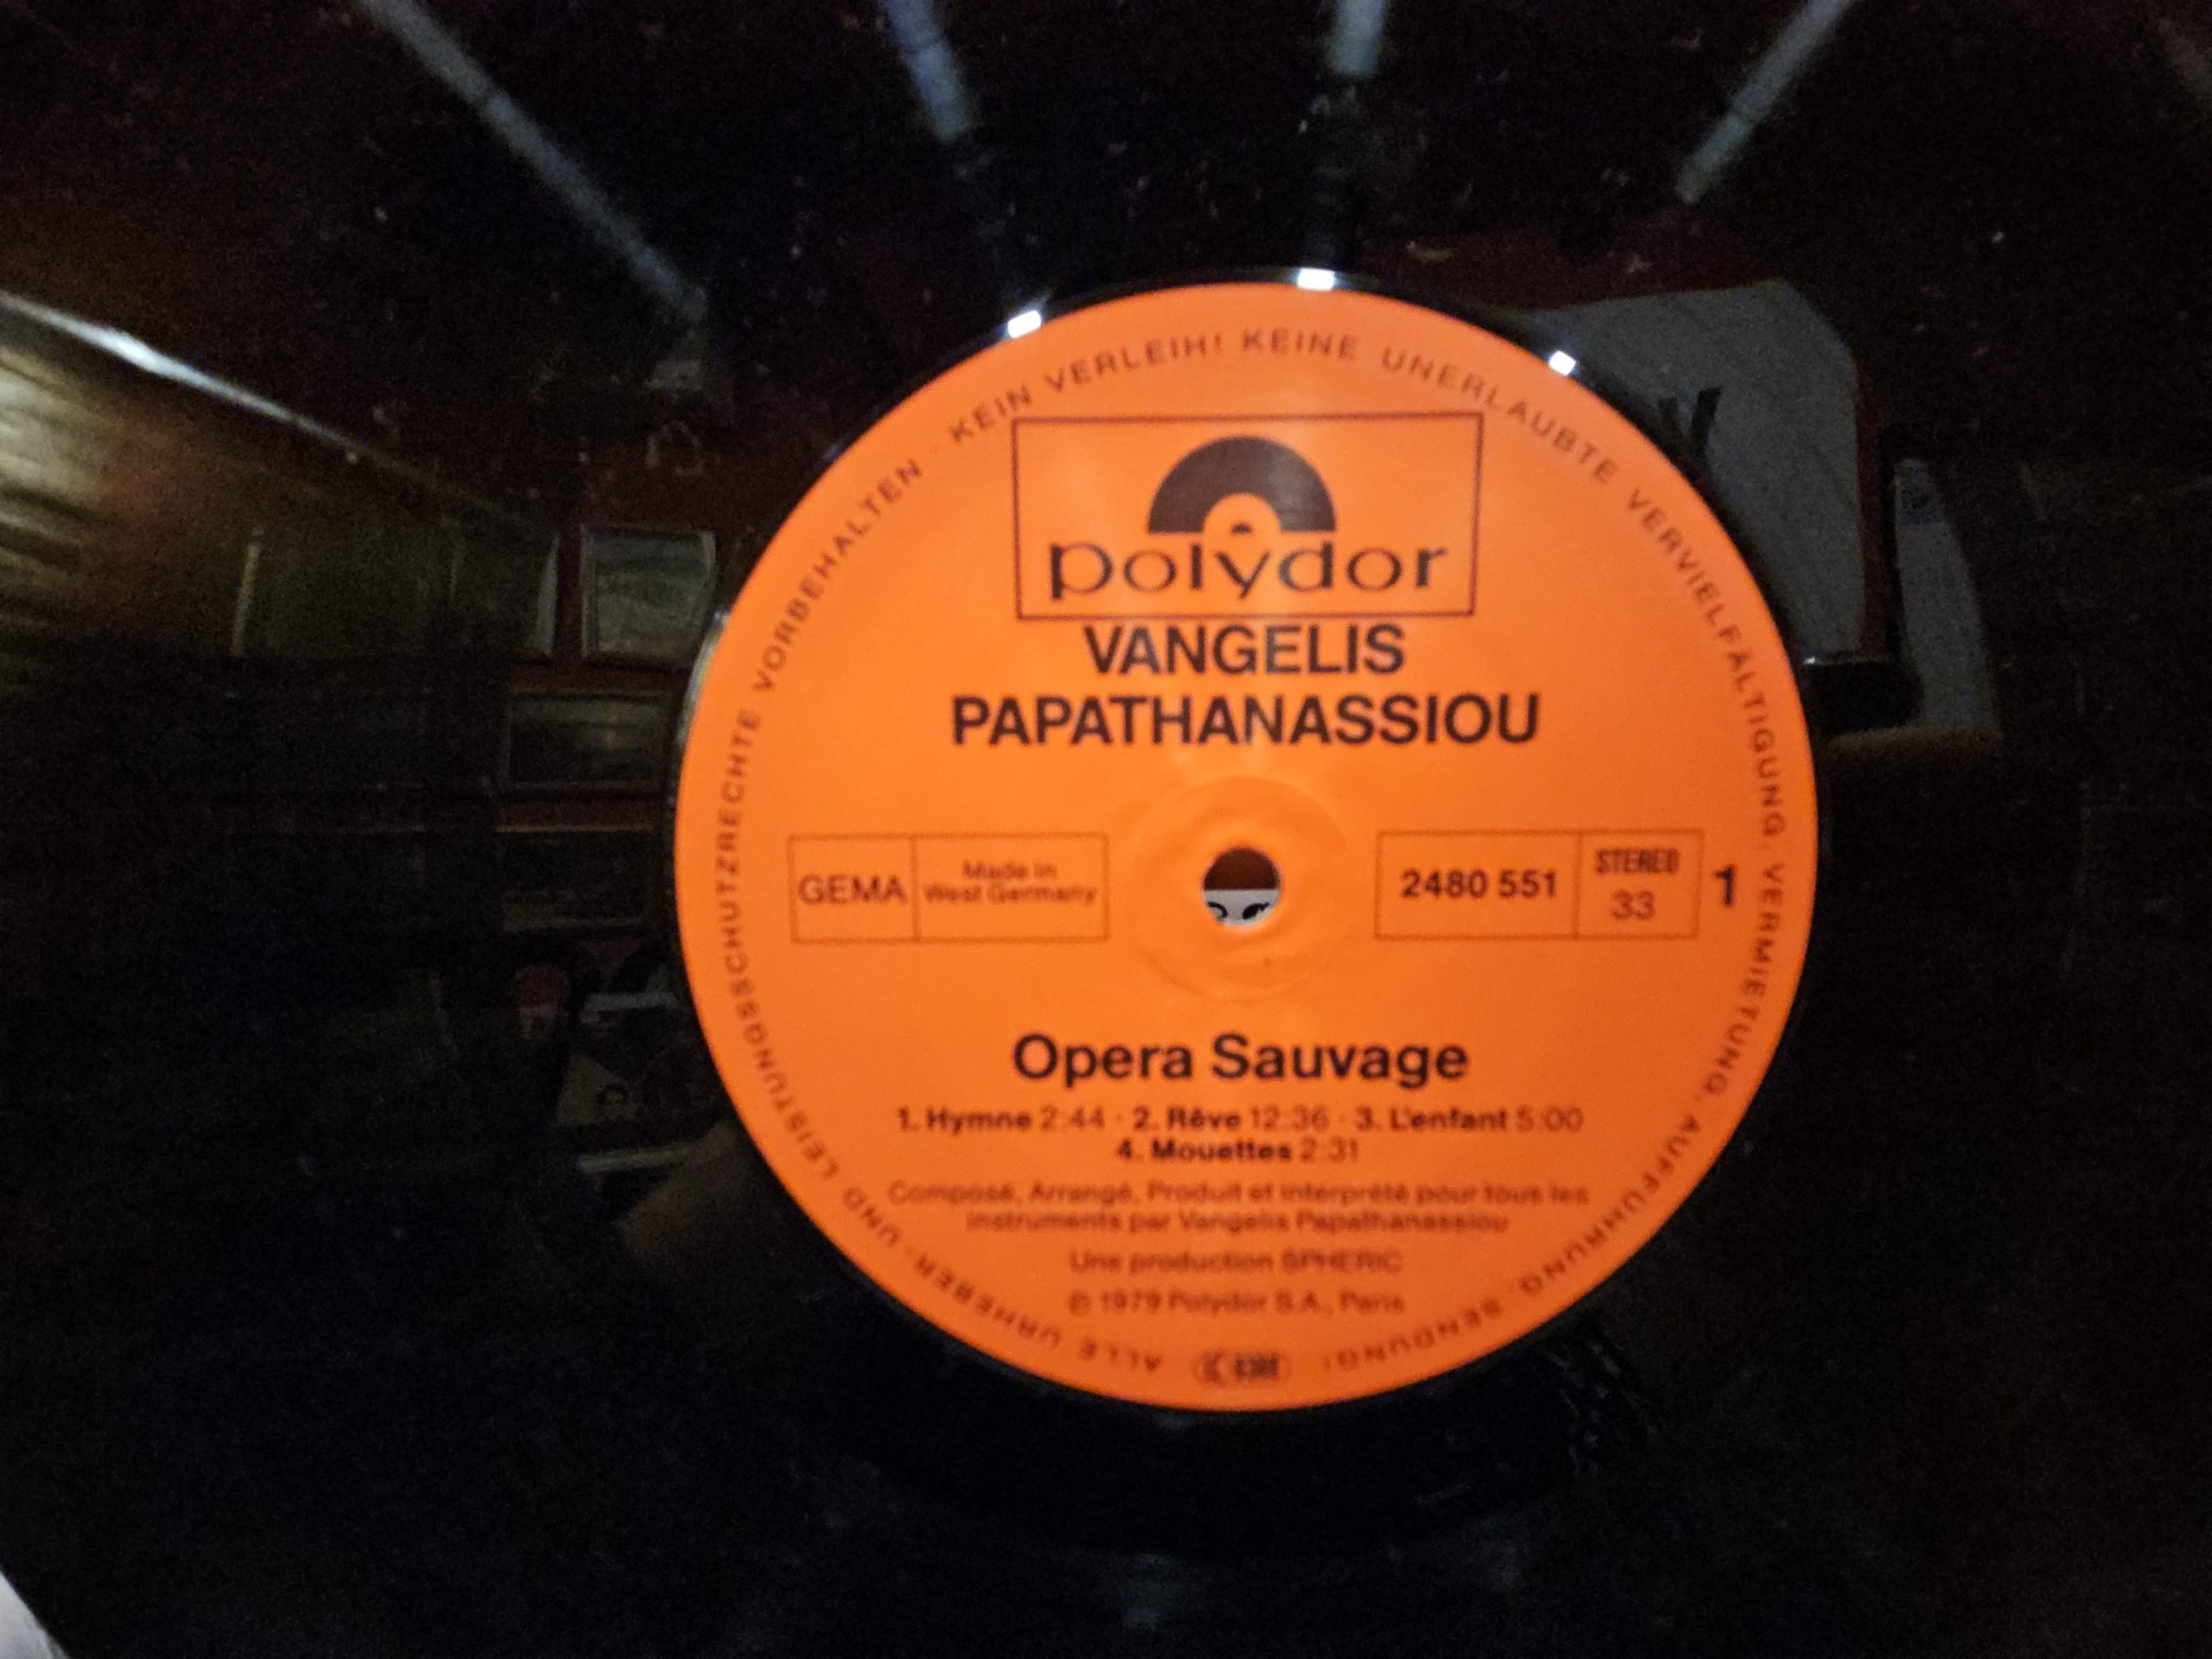 ALLE URHEBER- UND LEISTUNGSSCHUTZRECHTE VORBEHALTEN · KEIN VERLEIH! KEINE UNERLAUBTE VERVIELFÄLTIGUNG, VERMIETUNG, AUFFÜHRUNG, SENDUNG!
polydor
VANGELIS
PAPATHANASSIOU
GEMA
Made in
West Germany
2480 551
STEREO
33
1
Opera Sauvage
1. Hymne 2:44 · 2. Rêve 12:36 · 3. L'enfant 5:00
4. Mouettes 2:31
Composé, Arrangé, Produit et interprété pour tous les
instruments par Vangelis Papathanassiou
Une production SPHERIC
℗ 1979 Polydor S.A., Paris